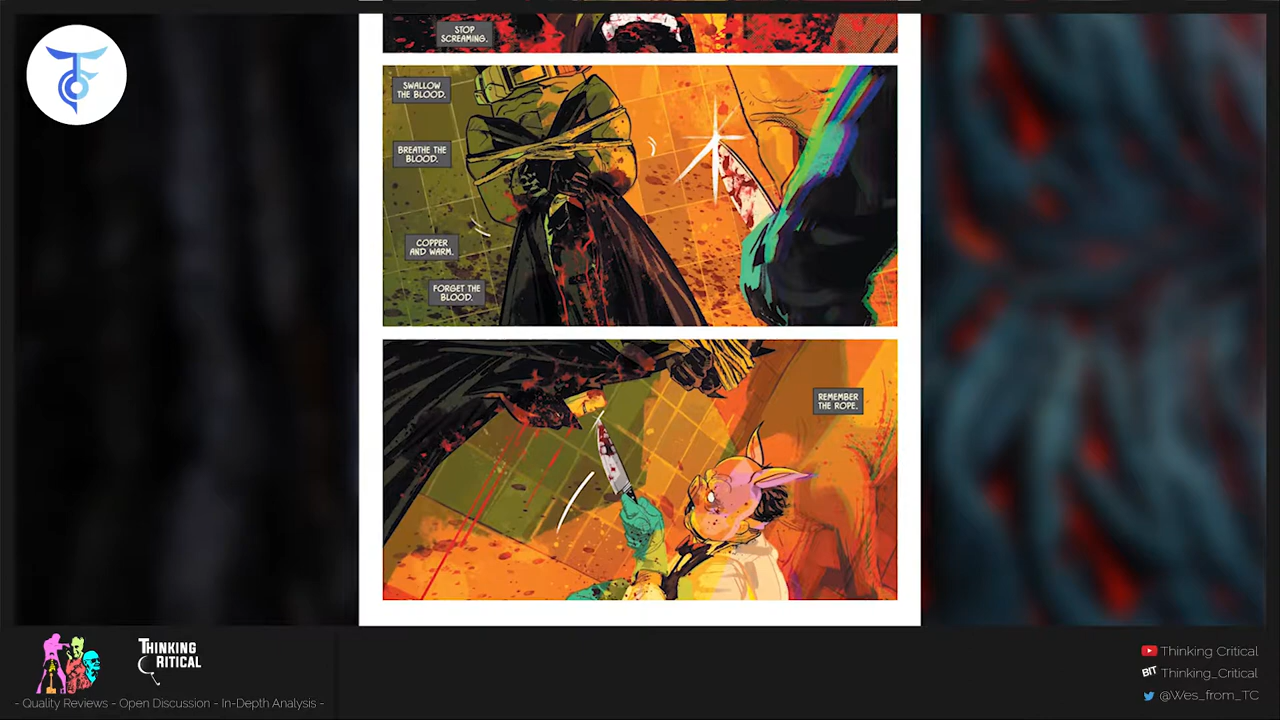 STOP
SCREAMING.
SWALLOW
THE BLOOD.
BREATHE THE
BLOOD.
COPPER
AND WARM.
FORGET THE
BLOOD.
REMEMBER
THE ROPE.
THINKING
CRITICAL
- Quality Reviews - Open Discussion - In-Depth Analysis -
Thinking Critical
BIT Thinking_Critical
@Wes_from_TC